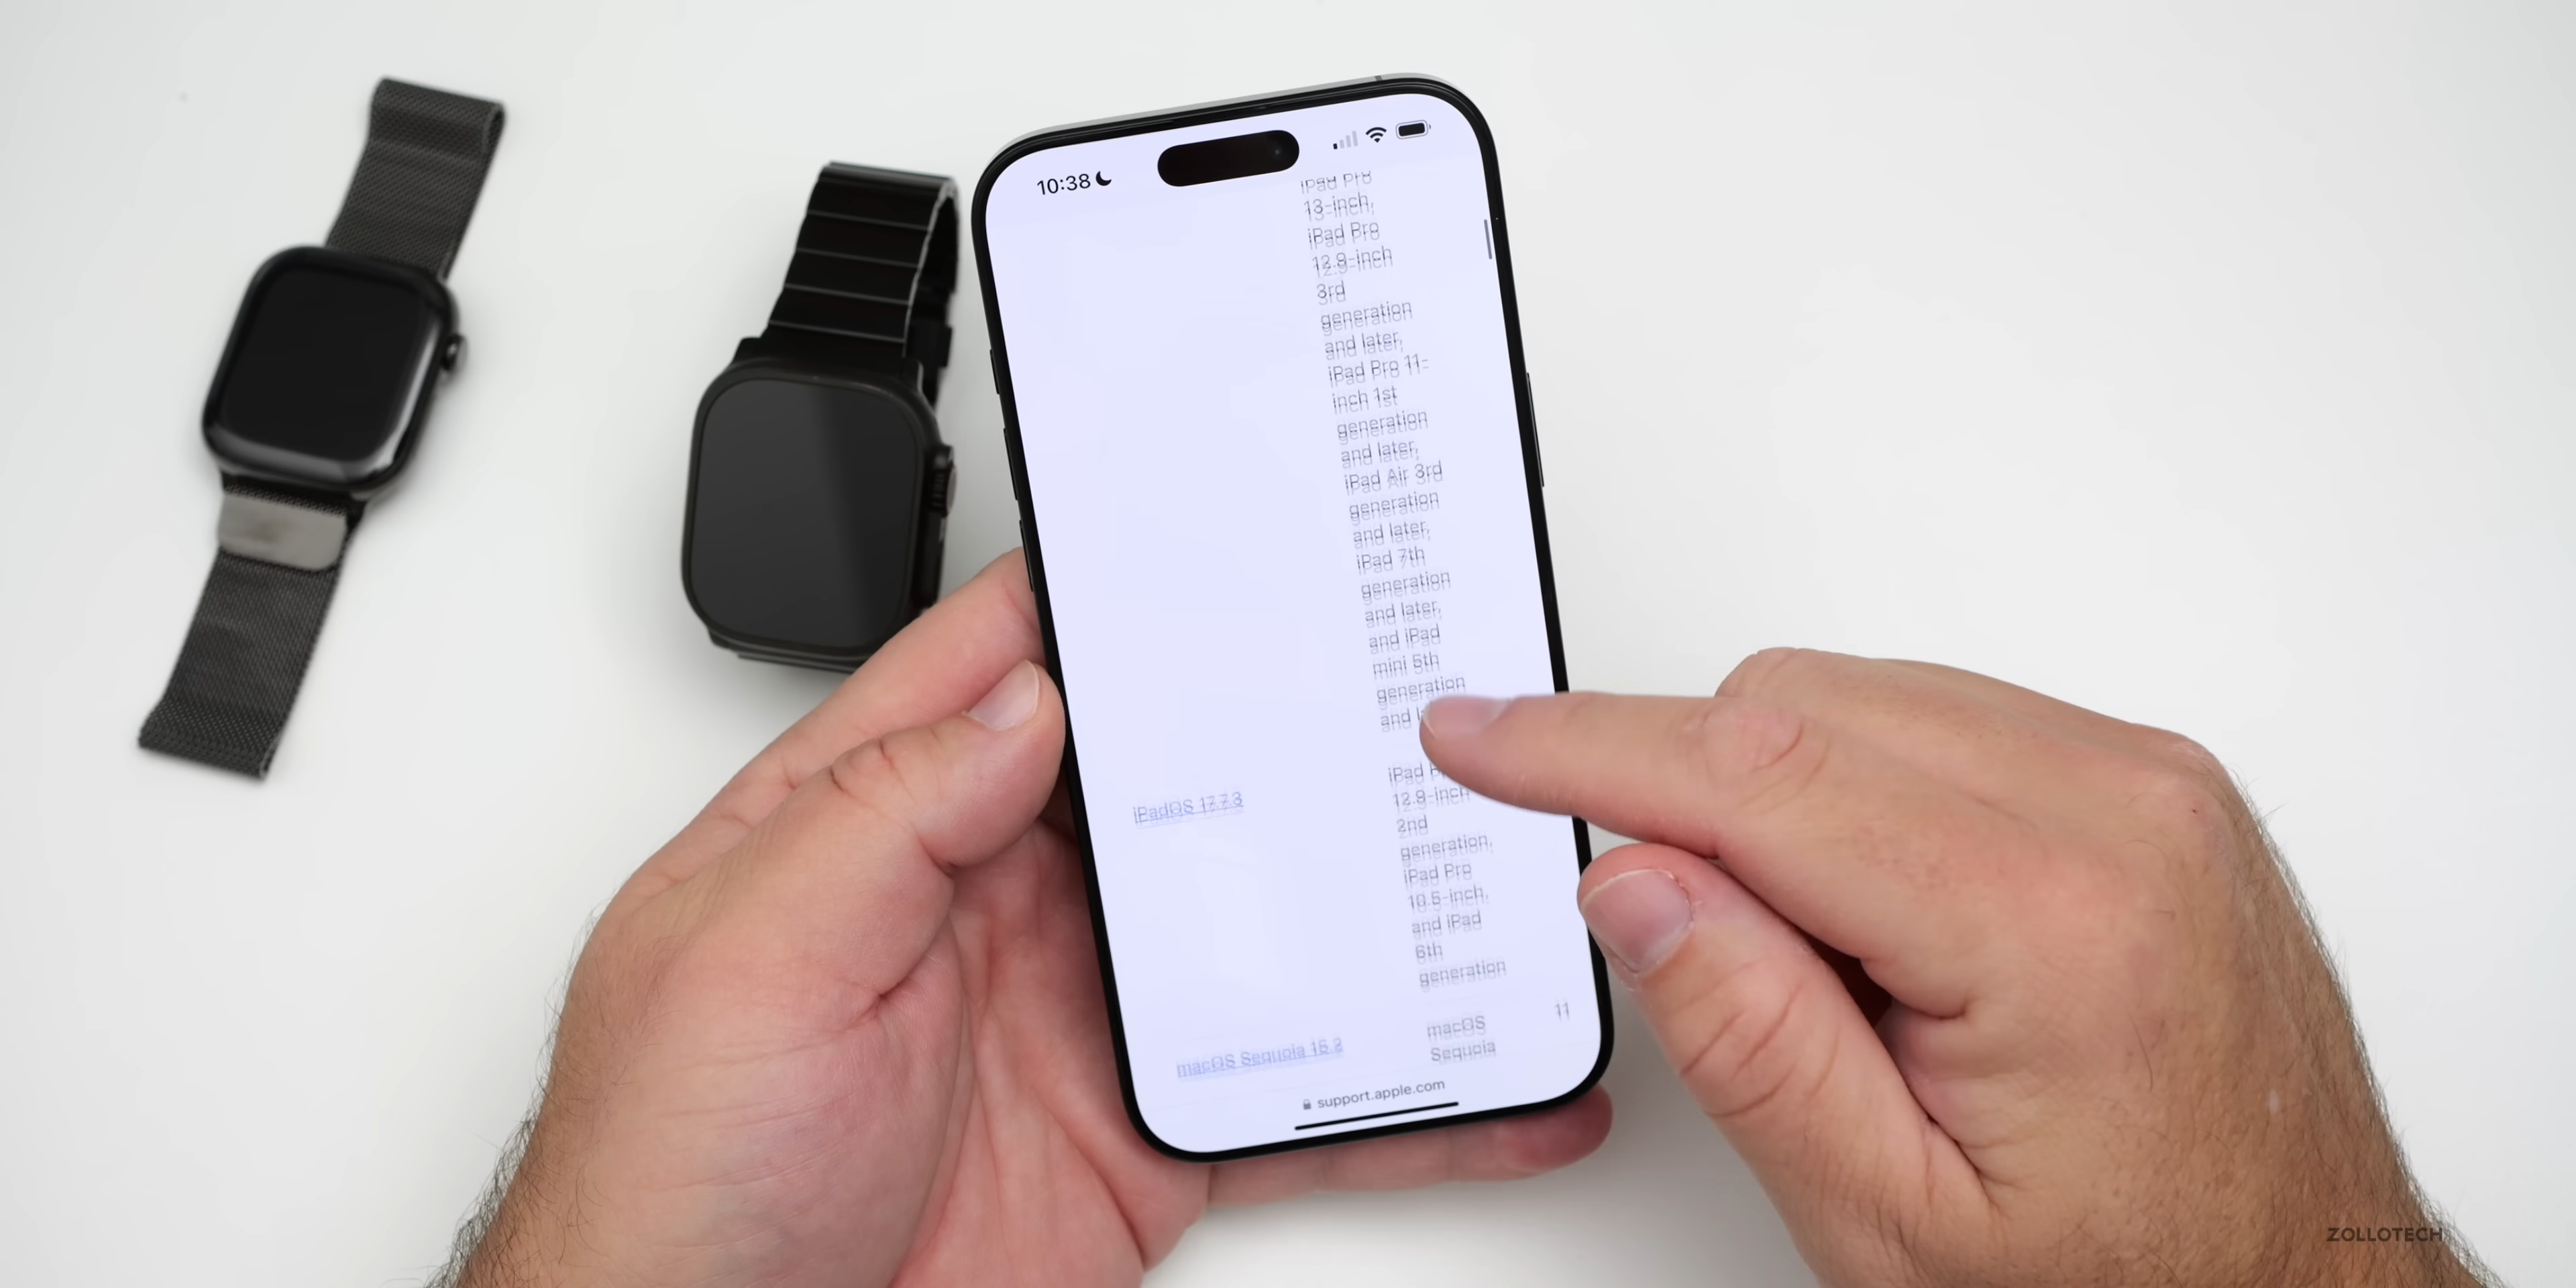 10:38
iPad Pro
13-inch,
iPad Pro
12.9-inch
3rd
generation
and later,
iPad Pro 11-
inch 1st
generation
and later,
iPad Air 3rd
generation
and later,
iPad 7th
generation
and later,
and iPad
mini 5th
generation
and
iPadOS 17.7.3
iPad
12.9-inch
2nd
generation,
iPad Pro
10.5-inch,
and iPad
6th
generation
macOS Sequoia 15.2
macOS
Sequoia
11
support.apple.com
ZOLLOTECH